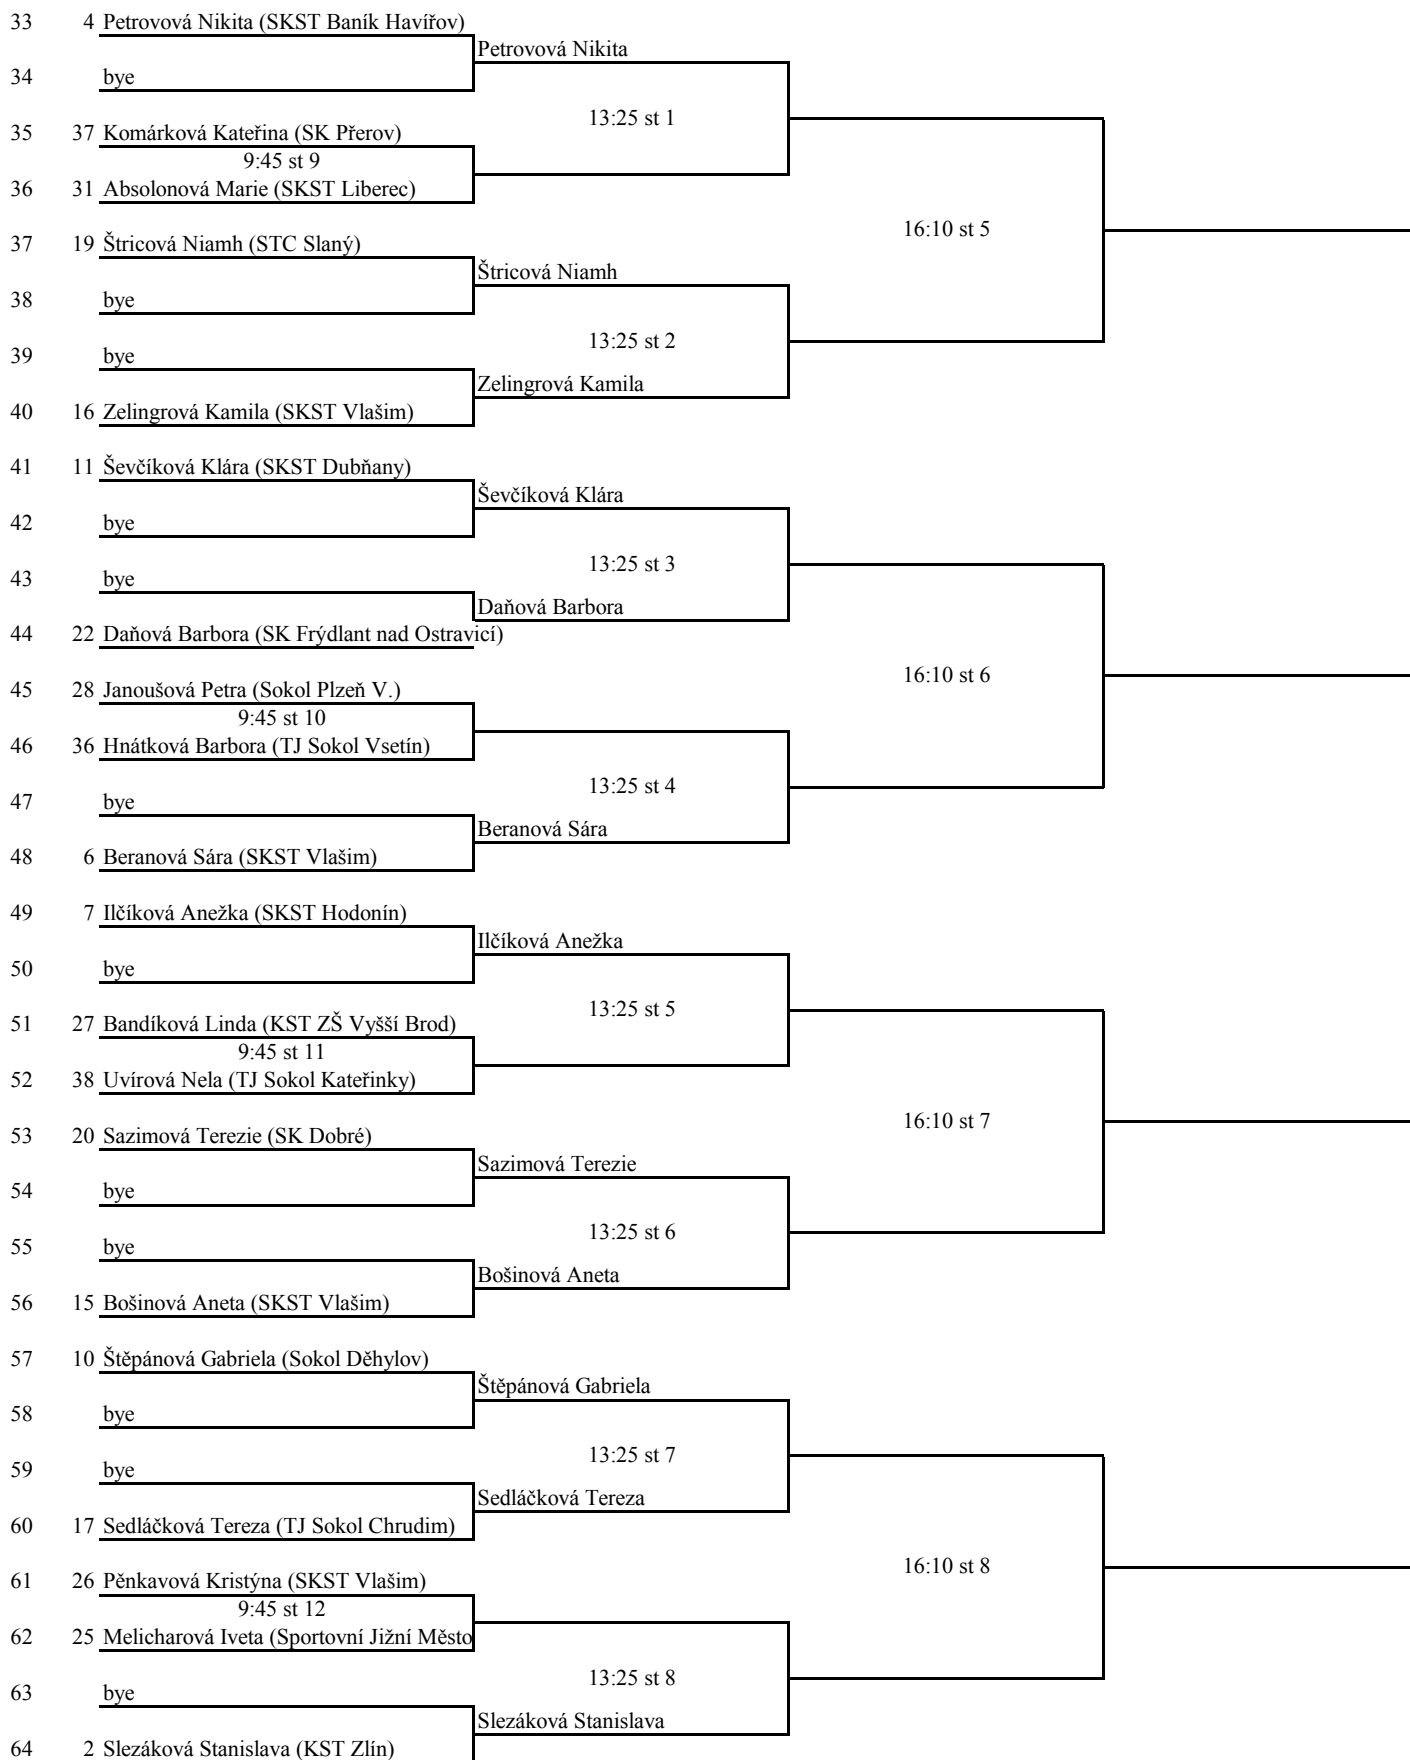 33 4 Petrovová Nikita (SKST Baník Havířov)
Petrovová Nikita
34 bye
13:25 st 1
35 37 Komárková Kateřina (SK Přerov)
9:45 st 9
36 31 Absolonová Marie (SKST Liberec)
16:10 st 5
37 19 Štricová Niamh (STC Slaný)
Štricová Niamh
38 bye
13:25 st 2
39 bye
Zelingrová Kamila
40 16 Zelingrová Kamila (SKST Vlašim)
41 11 Ševčíková Klára (SKST Dubňany)
Ševčíková Klára
42 bye
13:25 st 3
43 bye
Daňová Barbora
44 22 Daňová Barbora (SK Frýdlant nad Ostravicí)
16:10 st 6
45 28 Janoušová Petra (Sokol Plzeň V.)
9:45 st 10
46 36 Hnátková Barbora (TJ Sokol Vsetín)
13:25 st 4
47 bye
Beranová Sára
48 6 Beranová Sára (SKST Vlašim)
49 7 Ilčíková Anežka (SKST Hodonín)
Ilčíková Anežka
50 bye
13:25 st 5
51 27 Bandíková Linda (KST ZŠ Vyšší Brod)
9:45 st 11
52 38 Uvírová Nela (TJ Sokol Kateřinky)
16:10 st 7
53 20 Sazimová Terezie (SK Dobré)
Sazimová Terezie
54 bye
13:25 st 6
55 bye
Bošinová Aneta
56 15 Bošinová Aneta (SKST Vlašim)
57 10 Štěpánová Gabriela (Sokol Děhylov)
Štěpánová Gabriela
58 bye
13:25 st 7
59 bye
Sedláčková Tereza
60 17 Sedláčková Tereza (TJ Sokol Chrudim)
16:10 st 8
61 26 Pěnkavová Kristýna (SKST Vlašim)
9:45 st 12
62 25 Melicharová Iveta (Sportovní Jižní Město
13:25 st 8
63 bye
Slezáková Stanislava
64 2 Slezáková Stanislava (KST Zlín)